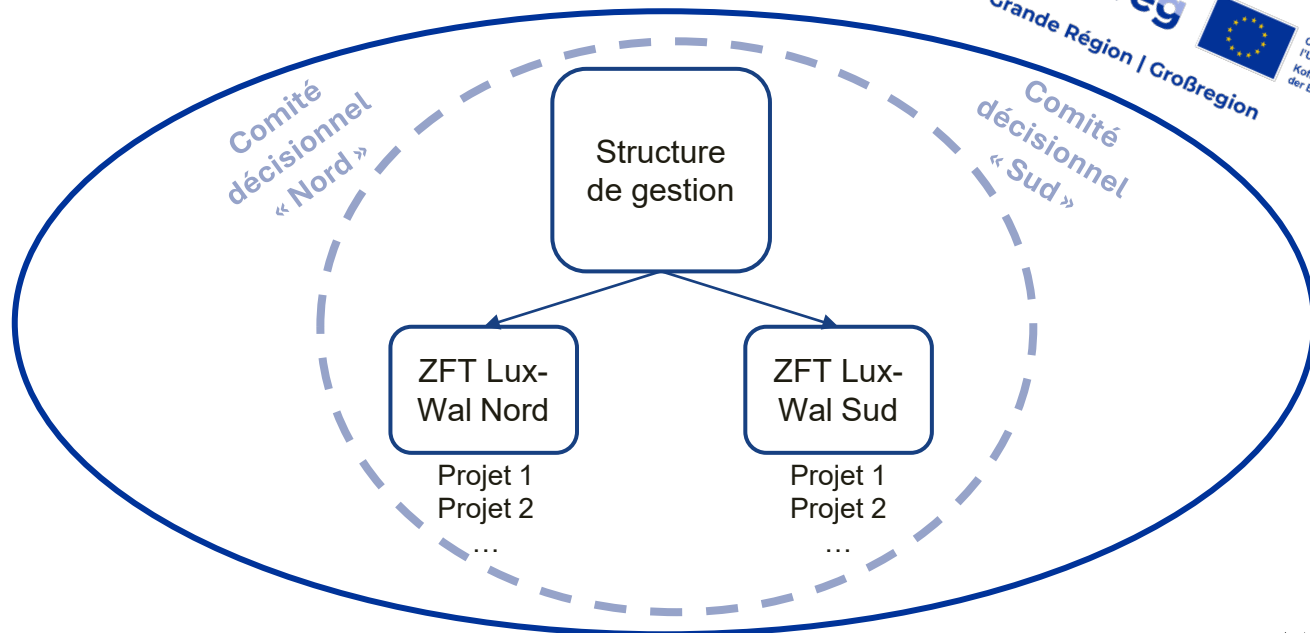 Grande Région | Großregion
Comité
décisionnel
« Nord »
Comité
décisionnel
« Sud »
Structure
de gestion
ZFT Lux-
Wal Nord
ZFT Lux-
Wal Sud
Projet 1
Projet 2
…
Projet 1
Projet 2
…